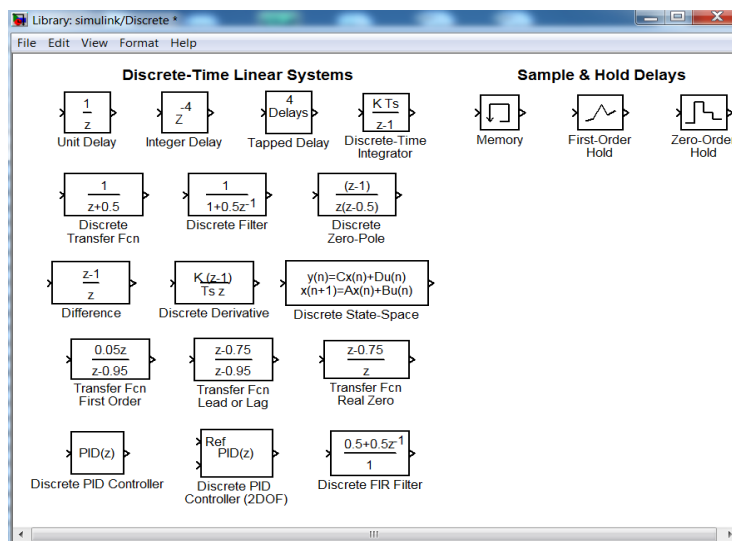 Library: simulink/Discrete *
File Edit View Format Help
Discrete-Time Linear Systems
Sample & Hold Delays
1
z
Unit Delay
-4
Z
Integer Delay
4
Delays
Tapped Delay
K Ts
z-1
Discrete-Time
Integrator
Memory
First-Order
Hold
Zero-Order
Hold
1
z+0.5
Discrete
Transfer Fcn
1
1+0.5z-1
Discrete Filter
(z-1)
z(z-0.5)
Discrete
Zero-Pole
z-1
z
Difference
K (z-1)
Ts z
Discrete Derivative
y(n)=Cx(n)+Du(n)
x(n+1)=Ax(n)+Bu(n)
Discrete State-Space
0.05z
z-0.95
Transfer Fcn
First Order
z-0.75
z-0.95
Transfer Fcn
Lead or Lag
z-0.75
z
Transfer Fcn
Real Zero
PID(z)
Discrete PID Controller
Ref
PID(z)
Discrete PID
Controller (2DOF)
0.5+0.5z-1
1
Discrete FIR Filter